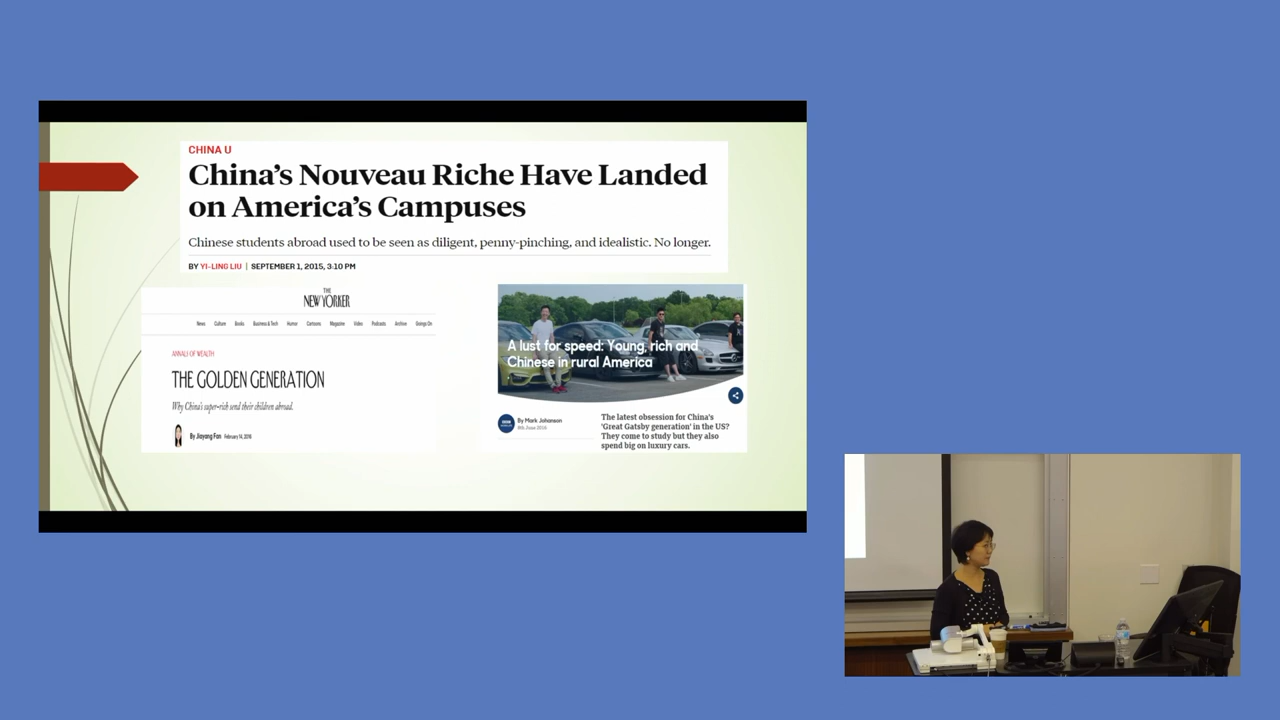 CHINA U
China's Nouveau Riche Have Landed
on America's Campuses
Chinese students abroad used to be seen as diligent, penny-pinching, and idealistic. No longer.
BY YI-LING LIU | SEPTEMBER 1, 2015, 3:10 PM
THE
NEW YORKER
News Culture Books Business & Tech Humor Cartoons Magazine Video Podcasts Archive Goings On
ANNALS OF WEALTH
THE GOLDEN GENERATION
Why China's super-rich send their children abroad.
By Jiayang Fan February 14, 2016
A lust for speed: Young, rich and
Chinese in rural America
By Mark Johanson
8th June 2016
The latest obsession for China's
'Great Gatsby generation' in the US?
They come to study but they also
spend big on luxury cars.